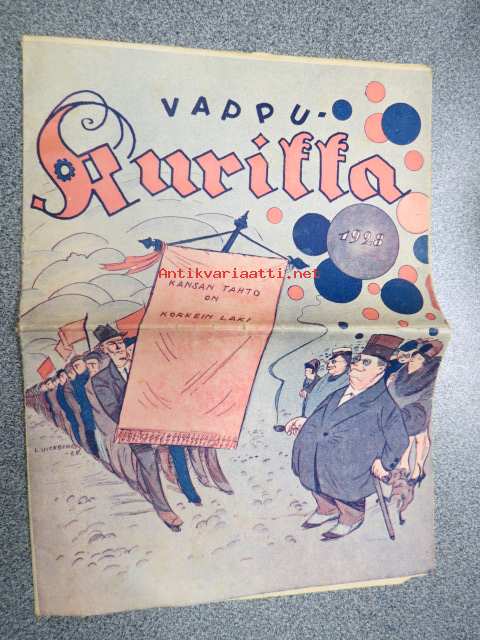 VAPPU-
Kurikka
1928
Antikvariaatti.net
KANSAN TAHTO
ON
KORKEIN LAKI